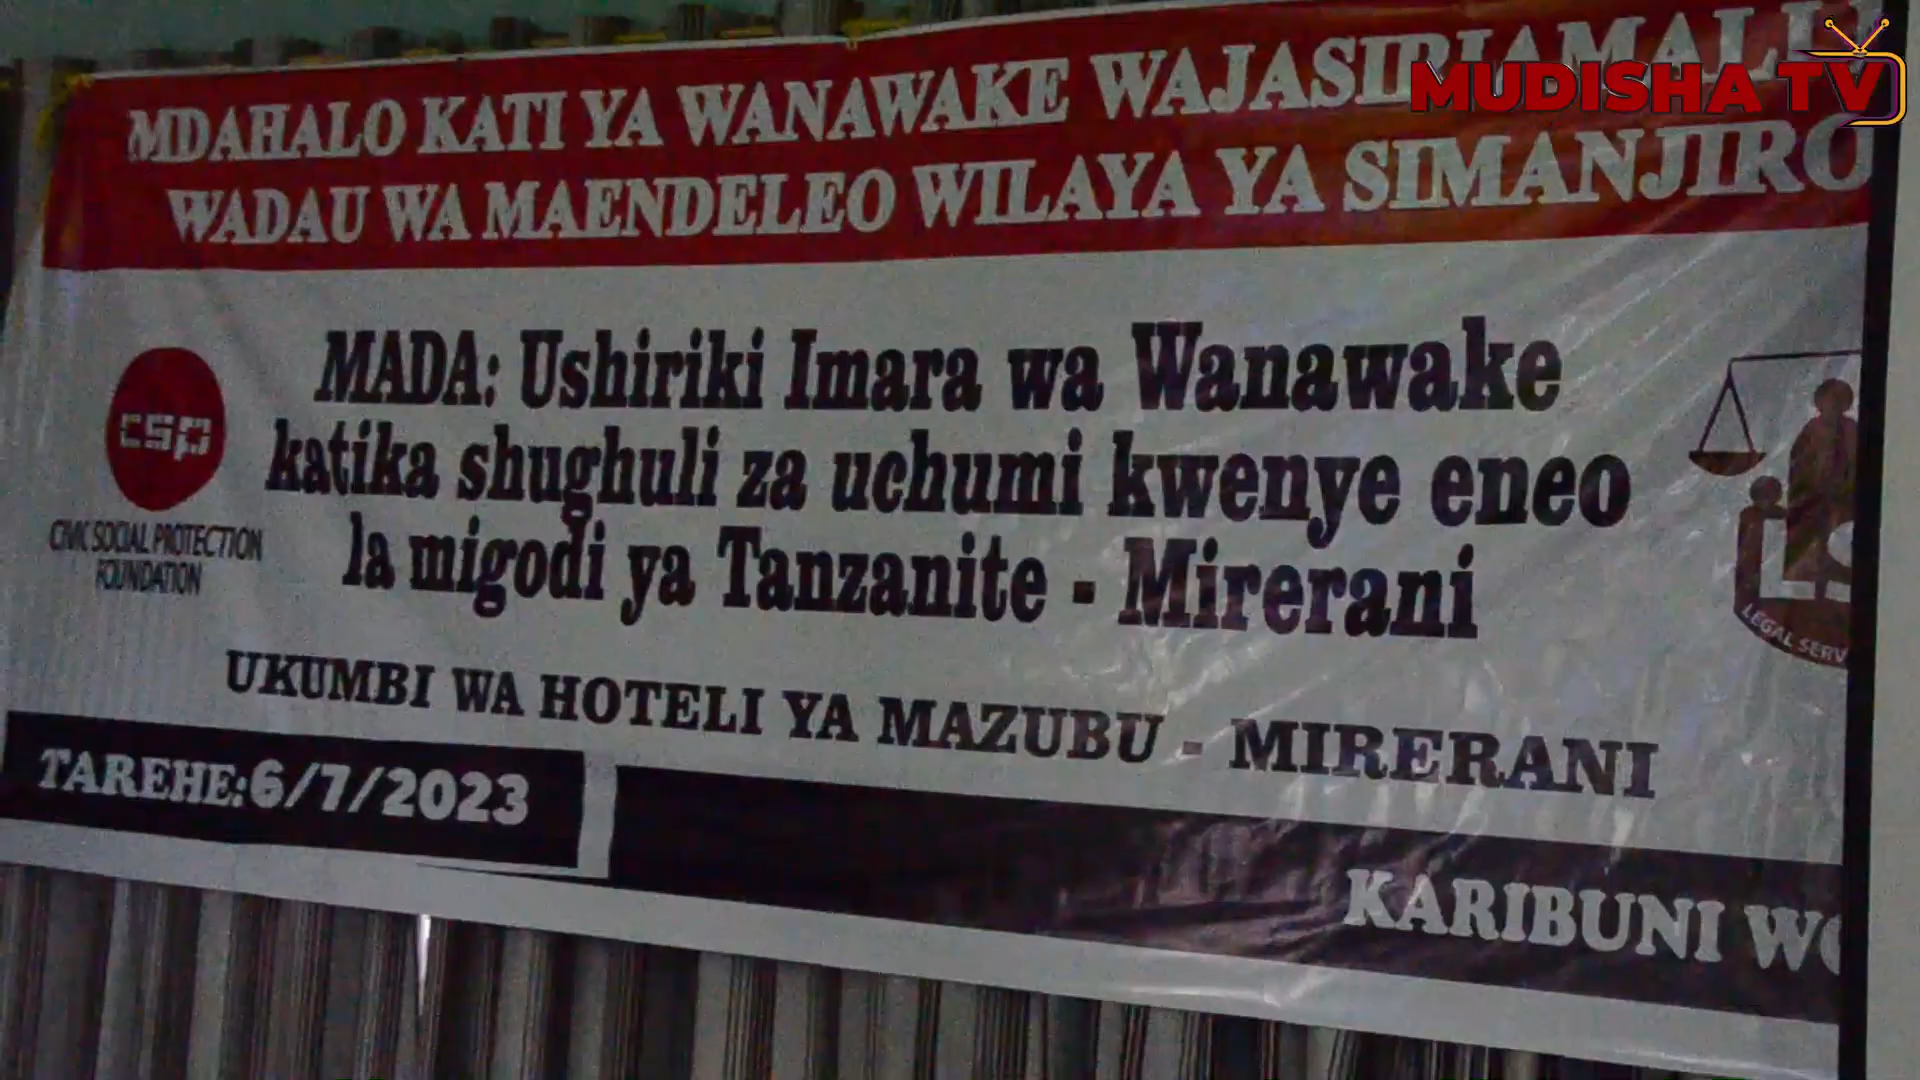 MUDISHA TV
MDAHALO KATI YA WANAWAKE
WADAU WA MAENDELEO WILAYA YA SIMANJIRO
MADA: Ushiriki Imara wa Wanawake
katika shughuli za uchumi kwenye eneo
la migodi ya Tanzanite - Mirerani
csp
CIVIC SOCIAL PROTECTION
FOUNDATION
LEGAL
UKUMBI WA HOTELI YA MAZUBU - MIRERANI
TAREHE:6/7/2023
KARIBUNI